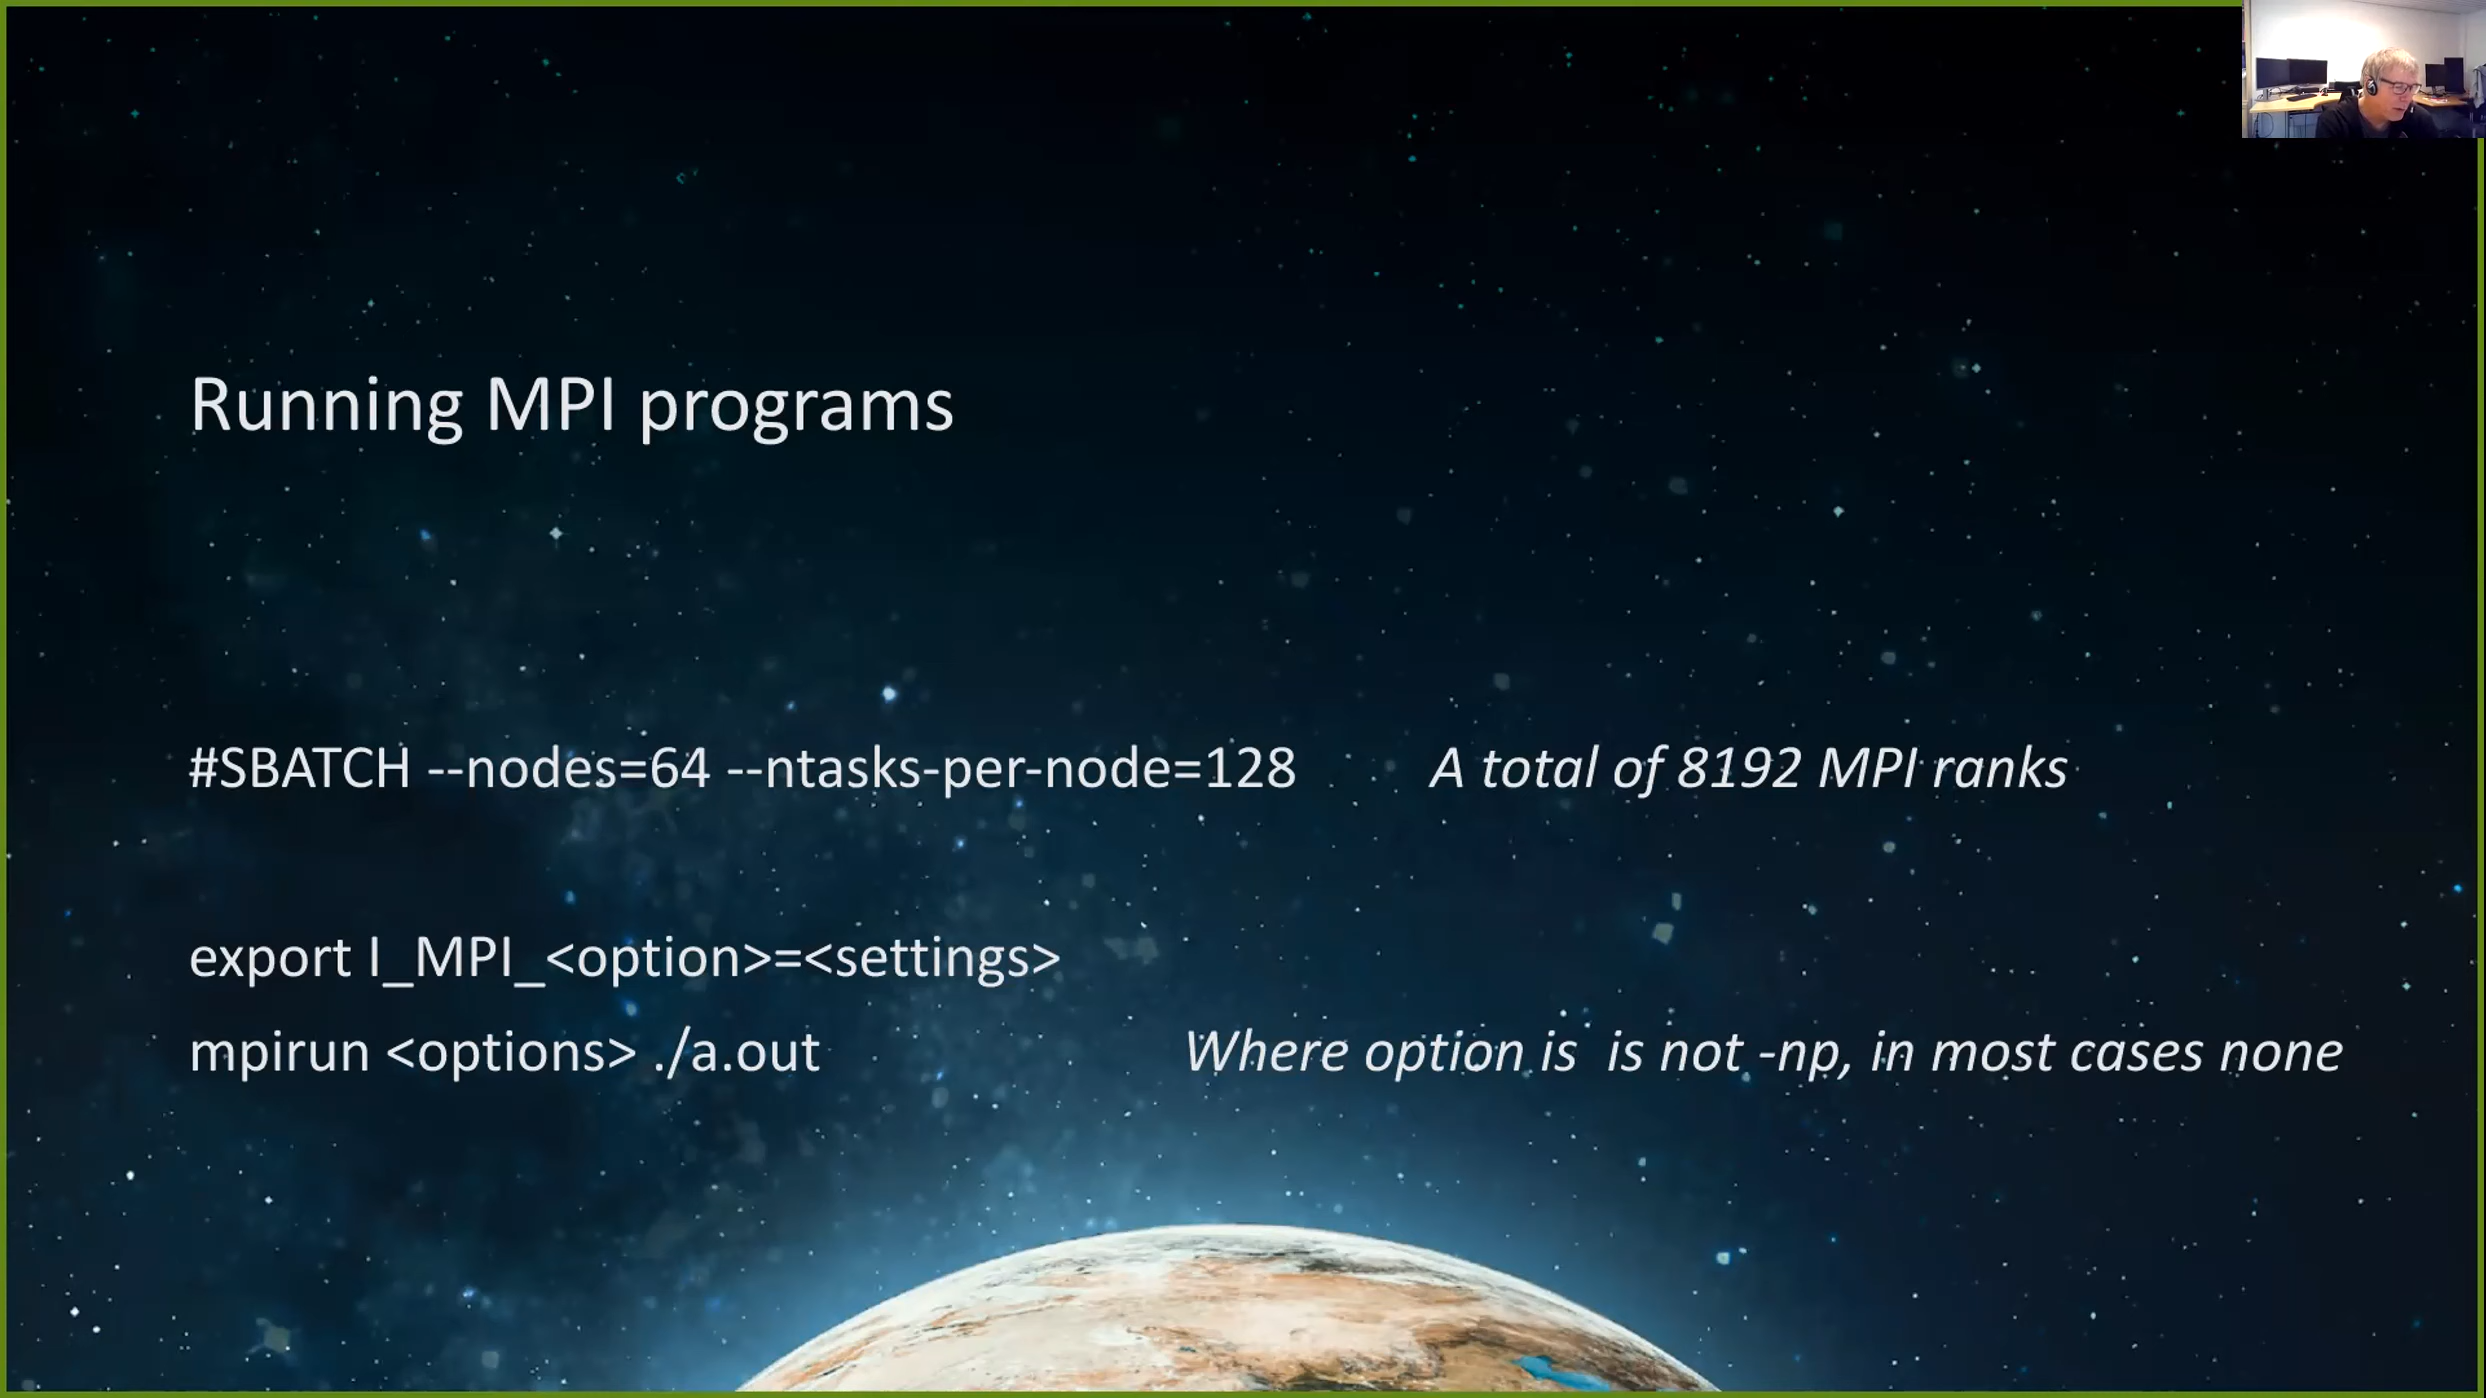 Running MPI programs
#SBATCH --nodes=64 --ntasks-per-node=128 A total of 8192 MPI ranks
export I_MPI_<option>=<settings>
mpirun <options> ./a.out Where option is is not -np, in most cases none